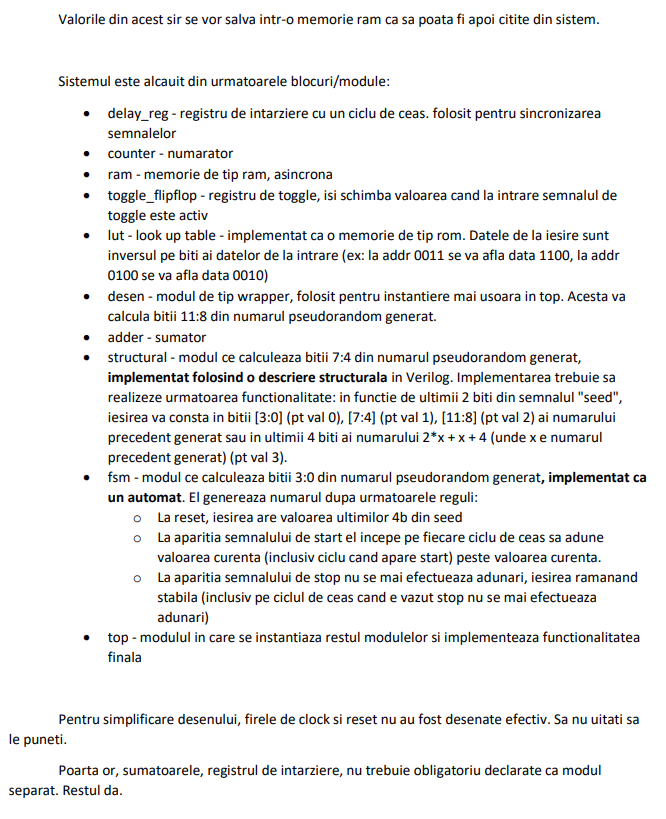 Valorile din acest sir se vor salva intr-o memorie ram ca sa poata fi apoi citite din sistem.
Sistemul este alcauit din urmatoarele blocuri/module:
• delay_reg - registru de intarziere cu un ciclu de ceas. folosit pentru sincronizarea
semnalelor
• counter - numarator
• ram - memorie de tip ram, asincrona
• toggle_flipflop - registru de toggle, isi schimba valoarea cand la intrare semnalul de
toggle este activ
• lut - look up table - implementat ca o memorie de tip rom. Datele de la iesire sunt
inversul pe biti ai datelor de la intrare (ex: la addr 0011 se va afla data 1100, la addr
0100 se va afla data 0010)
• desen - modul de tip wrapper, folosit pentru instantiere mai usoara in top. Acesta va
calcula bitii 11:8 din numarul pseudorandom generat.
• adder - sumator
• structural - modul ce calculeaza bitii 7:4 din numarul pseudorandom generat,
implementat folosind o descriere structurala in Verilog. Implementarea trebuie sa
realizeze urmatoarea functionalitate: in functie de ultimii 2 biti din semnalul "seed",
iesirea va consta in bitii [3:0] (pt val 0), [7:4] (pt val 1), [11:8] (pt val 2) ai numarului
precedent generat sau in ultimii 4 biti ai numarului 2*x + x + 4 (unde x e numarul
precedent generat) (pt val 3).
• fsm - modul ce calculeaza bitii 3:0 din numarul pseudorandom generat, implementat ca
un automat. El genereaza numarul dupa urmatoarele reguli:
o La reset, iesirea are valoarea ultimilor 4b din seed
o La aparitia semnalului de start el incepe pe fiecare ciclu de ceas sa adune
valoarea curenta (inclusiv ciclu cand apare start) peste valoarea curenta.
o La aparitia semnalului de stop nu se mai efectueaza adunari, iesirea ramanand
stabila (inclusiv pe ciclul de ceas cand e vazut stop nu se mai efectueaza
adunari)
• top - modulul in care se instantiaza restul modulelor si implementeaza functionalitatea
finala
Pentru simplificare desenului, firele de clock si reset nu au fost desenate efectiv. Sa nu uitati sa
le puneti.
Poarta or, sumatoarele, registrul de intarziere, nu trebuie obligatoriu declarate ca modul
separat. Restul da.